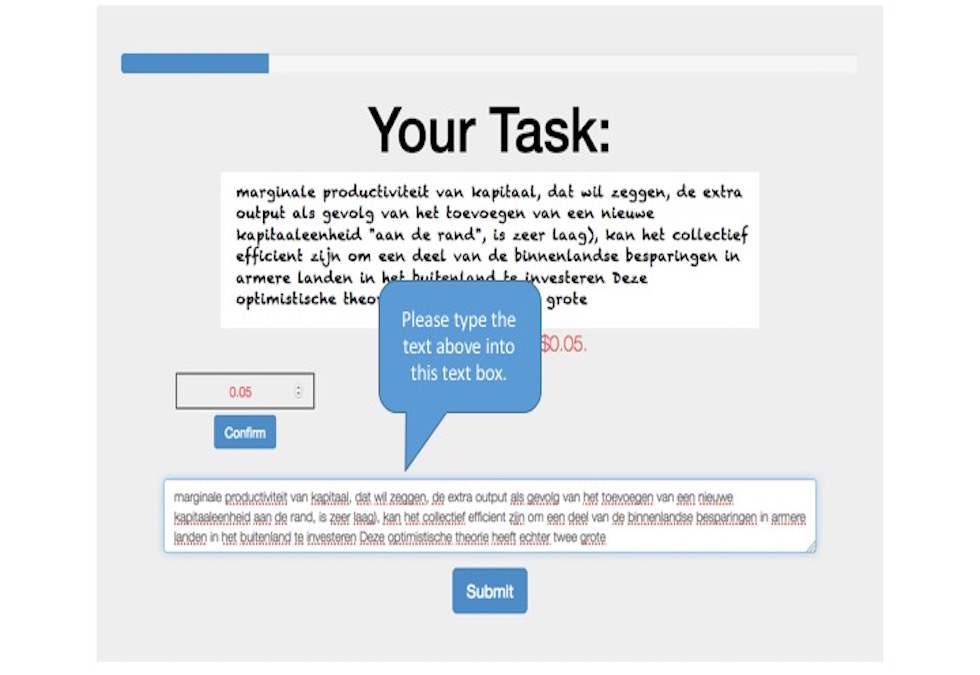 Your Task:
marginale productiviteit van kapitaal, dat wil zeggen, de extra
output als gevolg van het toevoegen van een nieuwe
kapitaaleenheid "aan de rand", is zeer laag), kan het collectief
efficient zijn om een deel van de binnenlandse besparingen in
armere landen in het buitenland te investeren Deze
optimistische grote
$0.05.
Please type the
text above into
this text box.
0.05
Confirm
marginale productiviteit van kapitaal, dat wil zeggen, de extra output als gevolg van het toevoegen van een nieuwe
kapitaaleenheid aan de rand, is zeer laag), kan het collectief efficient zijn om een deel van de binnenlandse besparingen in armere
landen in het buitenland te investeren Deze optimistische theorie heeft echter twee grote
Submit